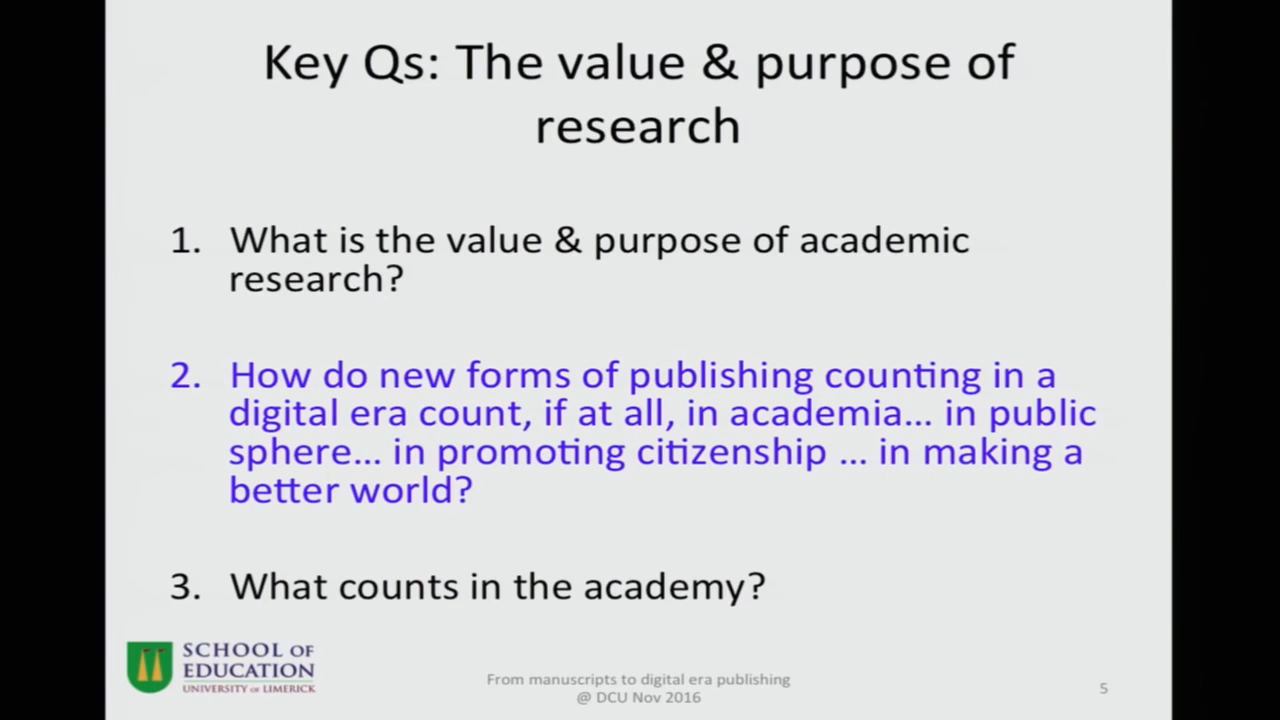 Key Qs: The value & purpose of
research
1. What is the value & purpose of academic
research?
2. How do new forms of publishing counting in a
digital era count, if at all, in academia... in public
sphere... in promoting citizenship ... in making a
better world?
3. What counts in the academy?
SCHOOL OF
EDUCATION
UNIVERSITY OF LIMERICK
From manuscripts to digital era publishing
@ DCU Nov 2016
5